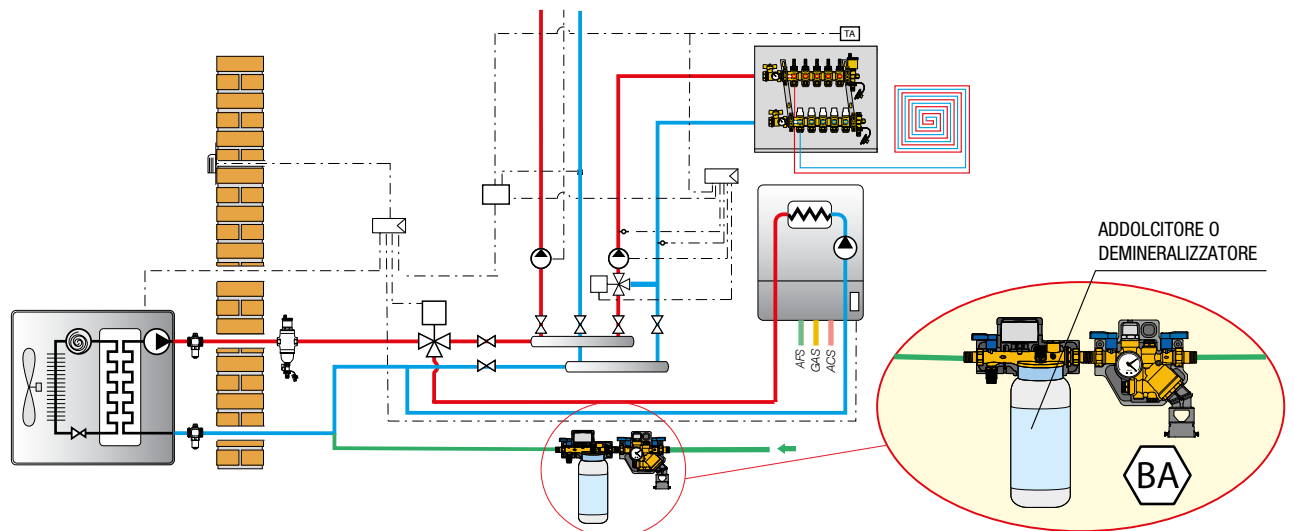 TA
ADDOLCITORE O
DEMINERALIZZATORE
AFS
GAS
ACS
BA